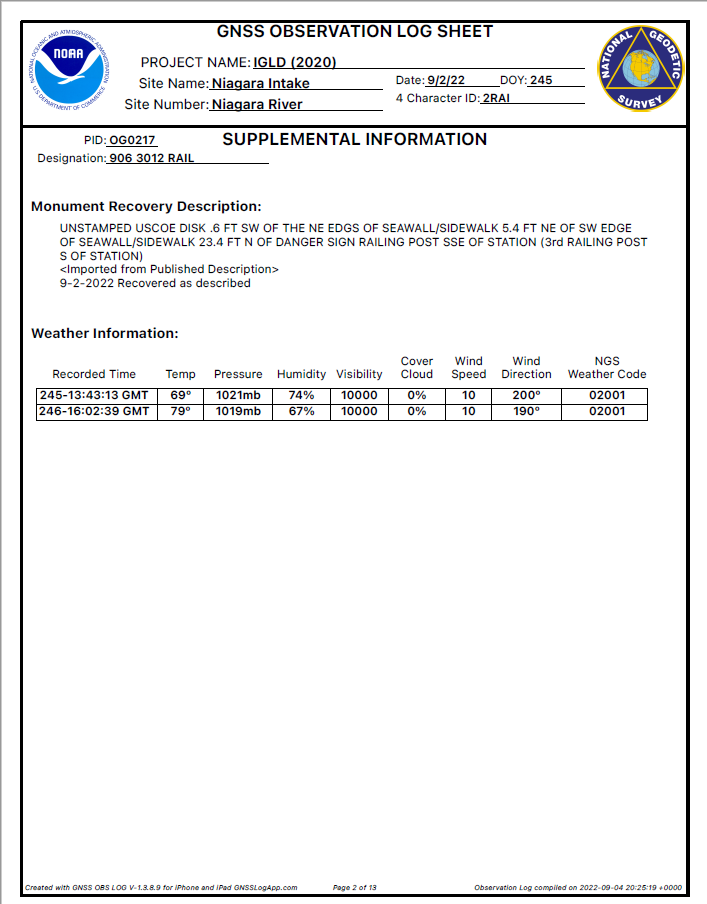 GNSS OBSERVATION LOG SHEET
NATIONAL OCEANIC AND ATMOSPHERIC ADMINISTRATION
NOAA
U.S. DEPARTMENT OF COMMERCE
PROJECT NAME: IGLD (2020)
Site Name: Niagara Intake
Date: 9/2/22 DOY: 245
Site Number: Niagara River
4 Character ID: 2RAI
NATIONAL GEODETIC SURVEY
PID: OG0217
SUPPLEMENTAL INFORMATION
Designation: 906 3012 RAIL
Monument Recovery Description:
UNSTAMPED USCOE DISK .6 FT SW OF THE NE EDGS OF SEAWALL/SIDEWALK 5.4 FT NE OF SW EDGE
OF SEAWALL/SIDEWALK 23.4 FT N OF DANGER SIGN RAILING POST SSE OF STATION (3rd RAILING POST
S OF STATION)
<Imported from Published Description>
9-2-2022 Recovered as described
Weather Information:
Recorded Time Temp Pressure Humidity Visibility Cover Cloud Wind Speed Wind Direction NGS Weather Code
245-13:43:13 GMT 69° 1021mb 74% 10000 0% 10 200° 02001
246-16:02:39 GMT 79° 1019mb 67% 10000 0% 10 190° 02001
Created with GNSS OBS LOG V-1.3.8.9 for iPhone and iPad GNSSLogApp.com Page 2 of 13 Observation Log compiled on 2022-09-04 20:25:19 +0000